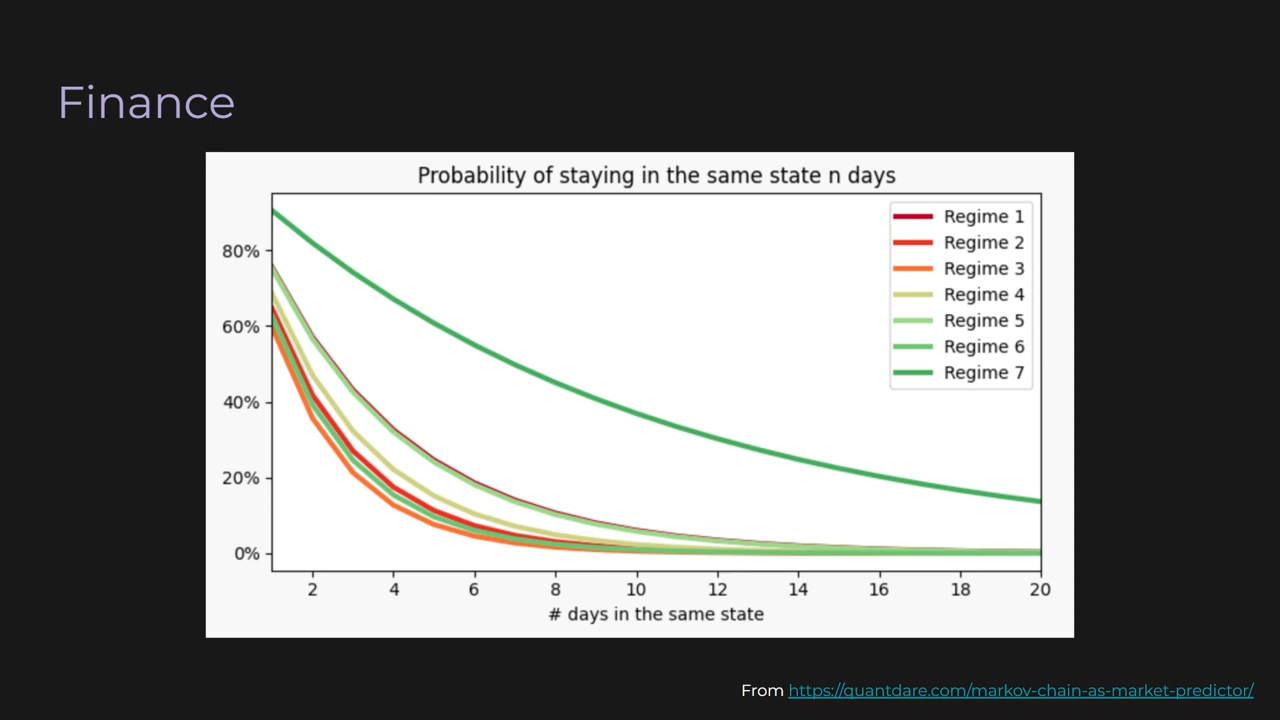 Finance
Probability of staying in the same state n days
Regime 1
Regime 2
Regime 3
Regime 4
Regime 5
Regime 6
Regime 7
80%
60%
40%
20%
0%
2 4 6 8 10 12 14 16 18 20
# days in the same state
From https://quantdare.com/markov-chain-as-market-predictor/